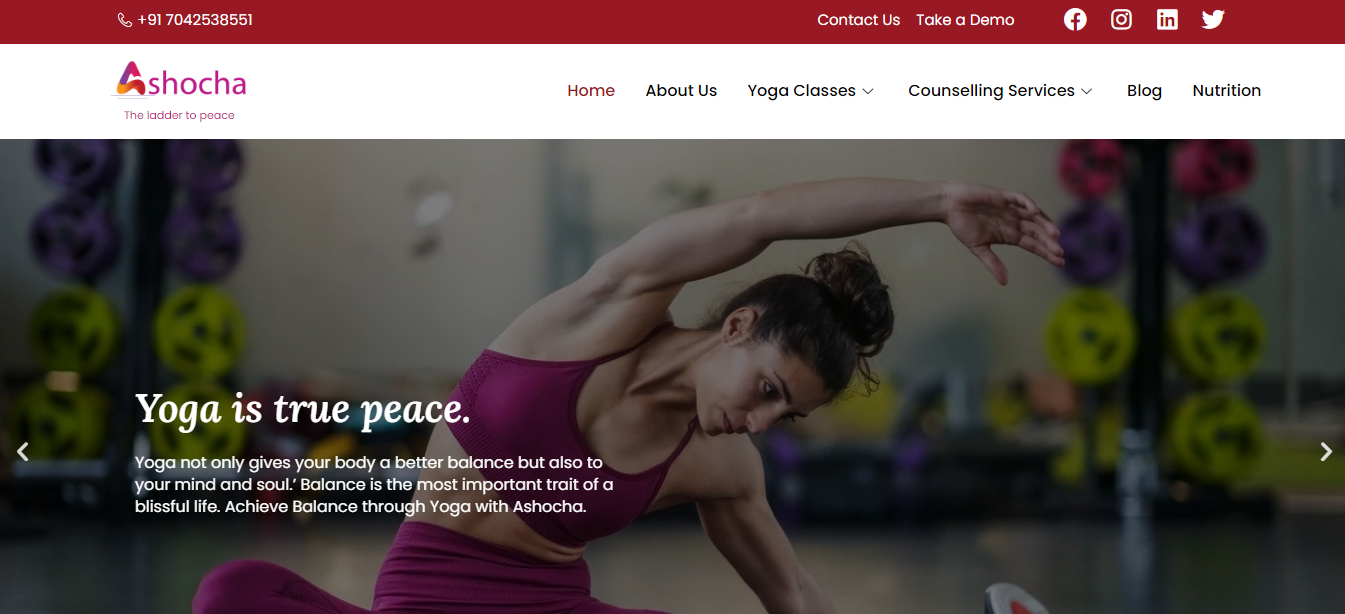 +91 7042538551
Contact Us Take a Demo
Ashocha
The ladder to peace
Home About Us Yoga Classes Counselling Services Blog Nutrition
Yoga is true peace.
Yoga not only gives your body a better balance but also to
your mind and soul.’ Balance is the most important trait of a
blissful life. Achieve Balance through Yoga with Ashocha.